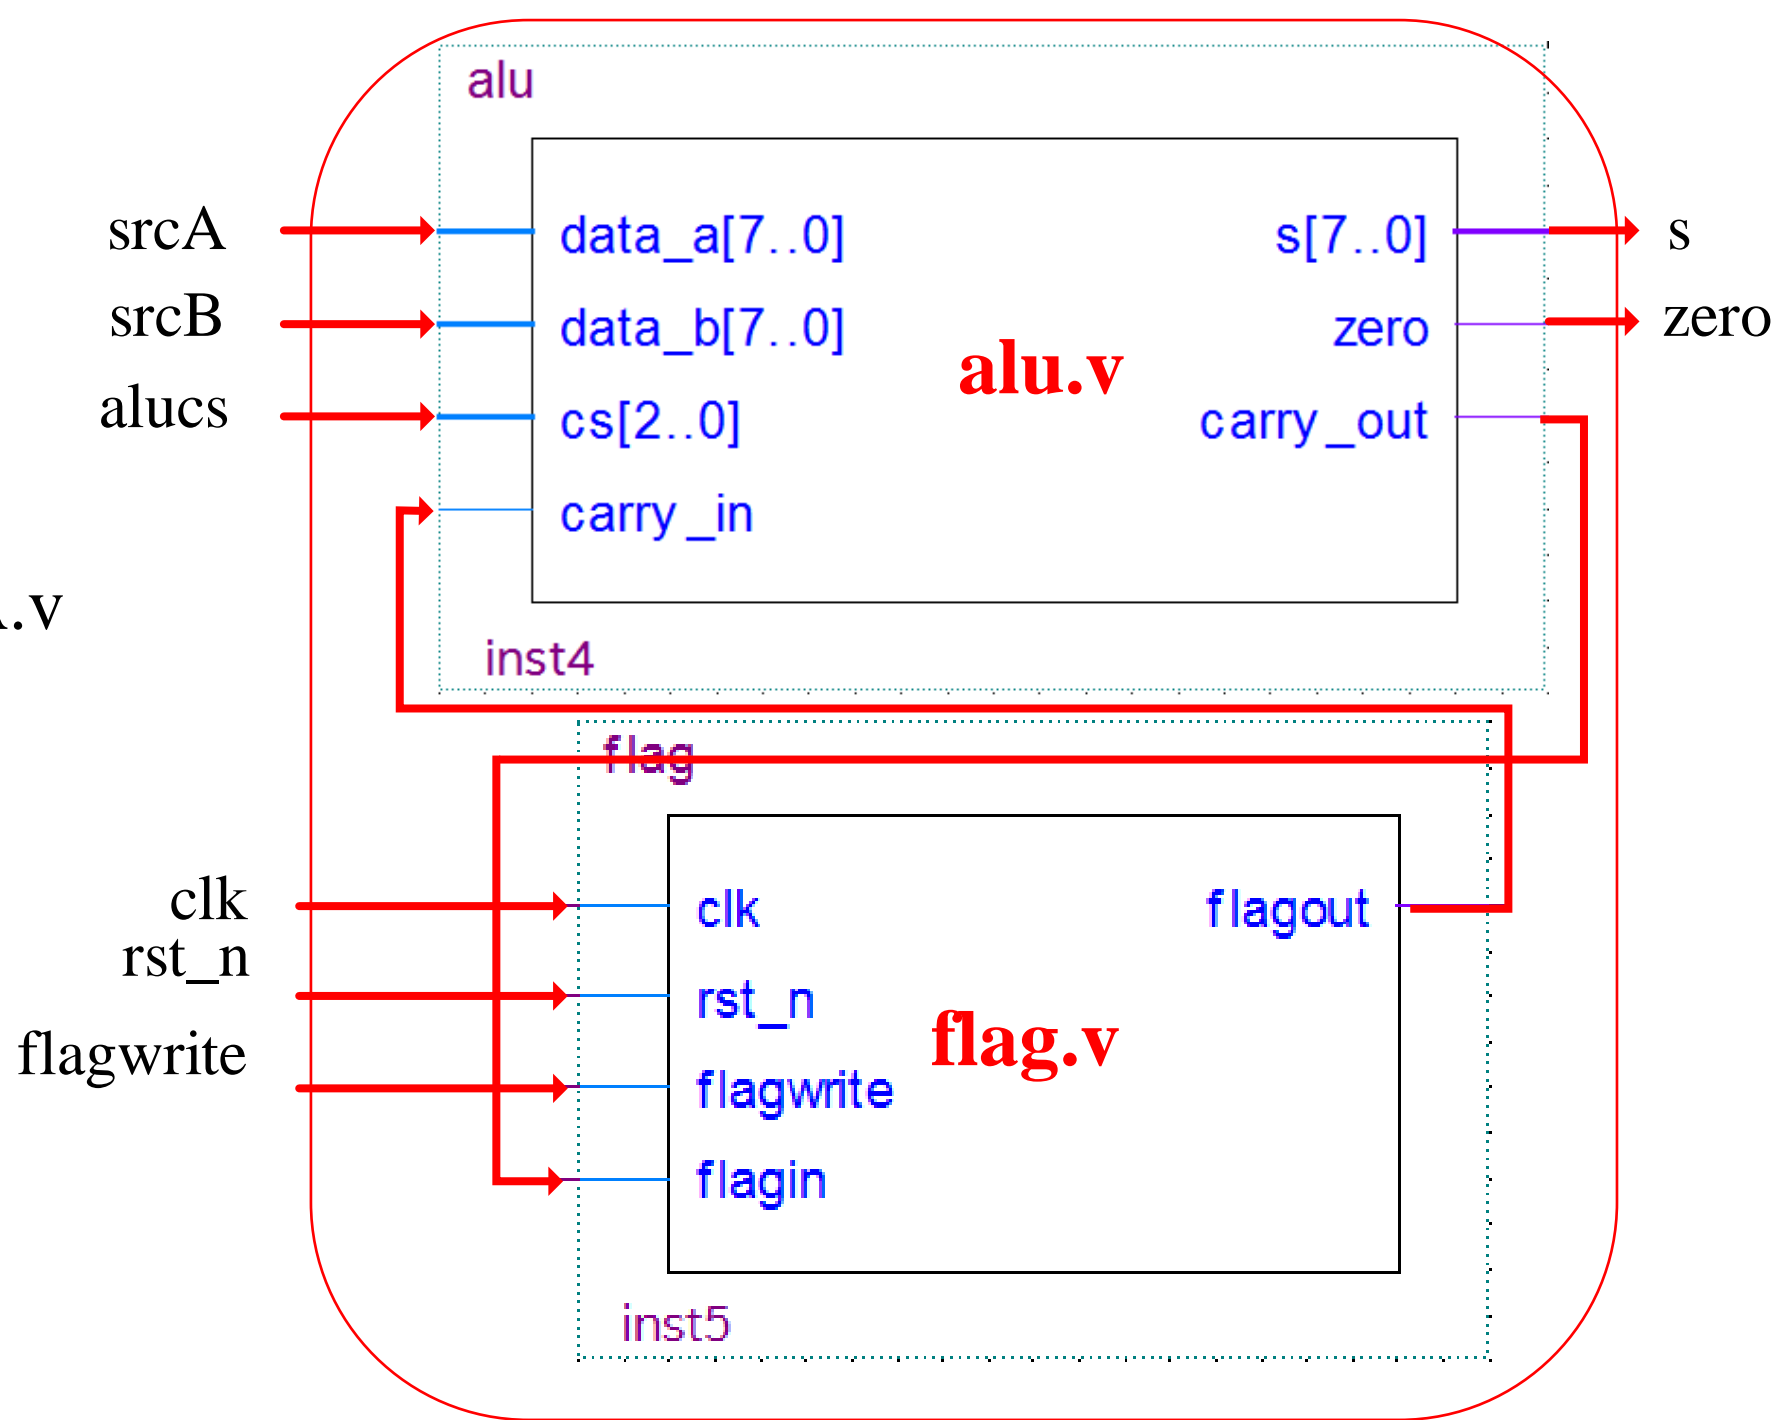 alu
srcA
data_a[7..0]
s[7..0]
s
srcB
data_b[7..0]
zero
zero
alu.v
alucs
cs[2..0]
carry_out
carry_in
.v
inst4
flag
clk
clk
flagout
rst_n
rst_n
flag.v
flagwrite
flagwrite
flagin
inst5